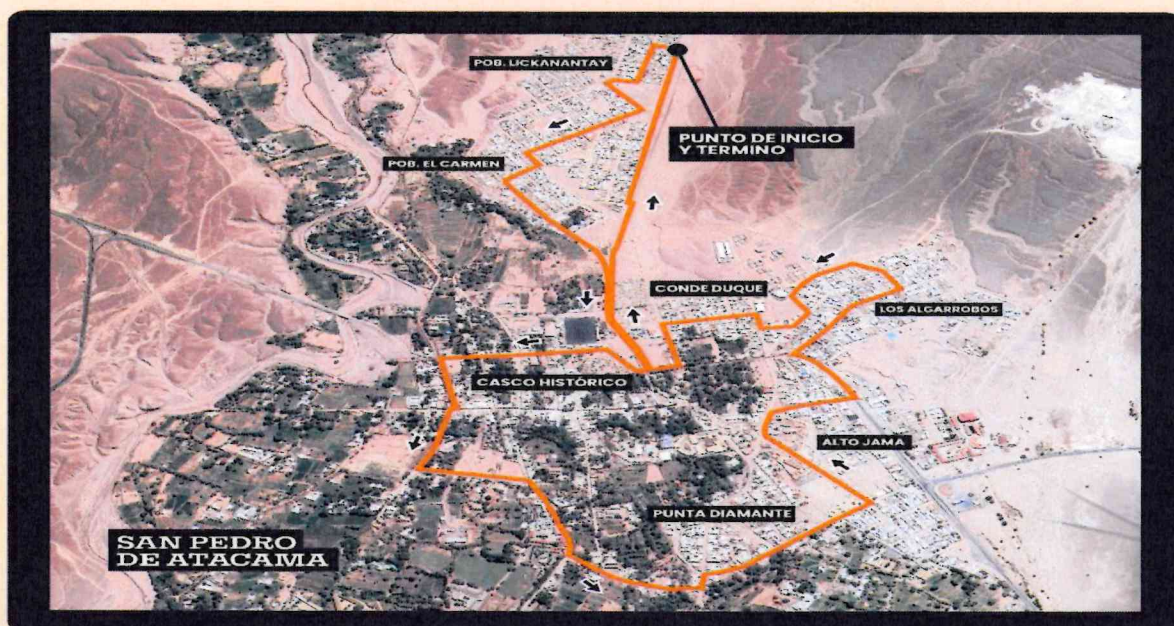 POB. LICKANANTAY
PUNTO DE INICIO
Y TERMINO
POB. EL CARMEN
CONDE DUQUE
LOS ALGARROBOS
CASCO HISTÓRICO
ALTO JAMA
PUNTA DIAMANTE
SAN PEDRO
DE ATACAMA